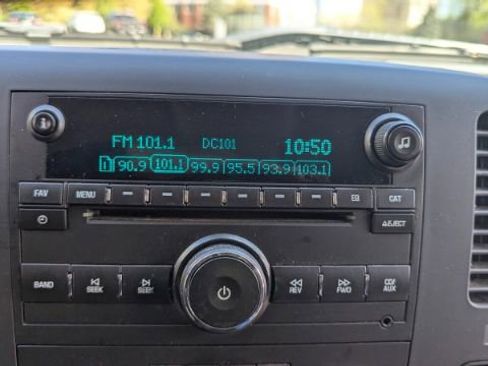 FM 101.1 DC101 10:50
1 90.9 101.1 99.9 95.5 93.9 103.1
FAV MENU EQ CAT
EJECT
BAND SEEK SEEK REV FWD CD/AUX